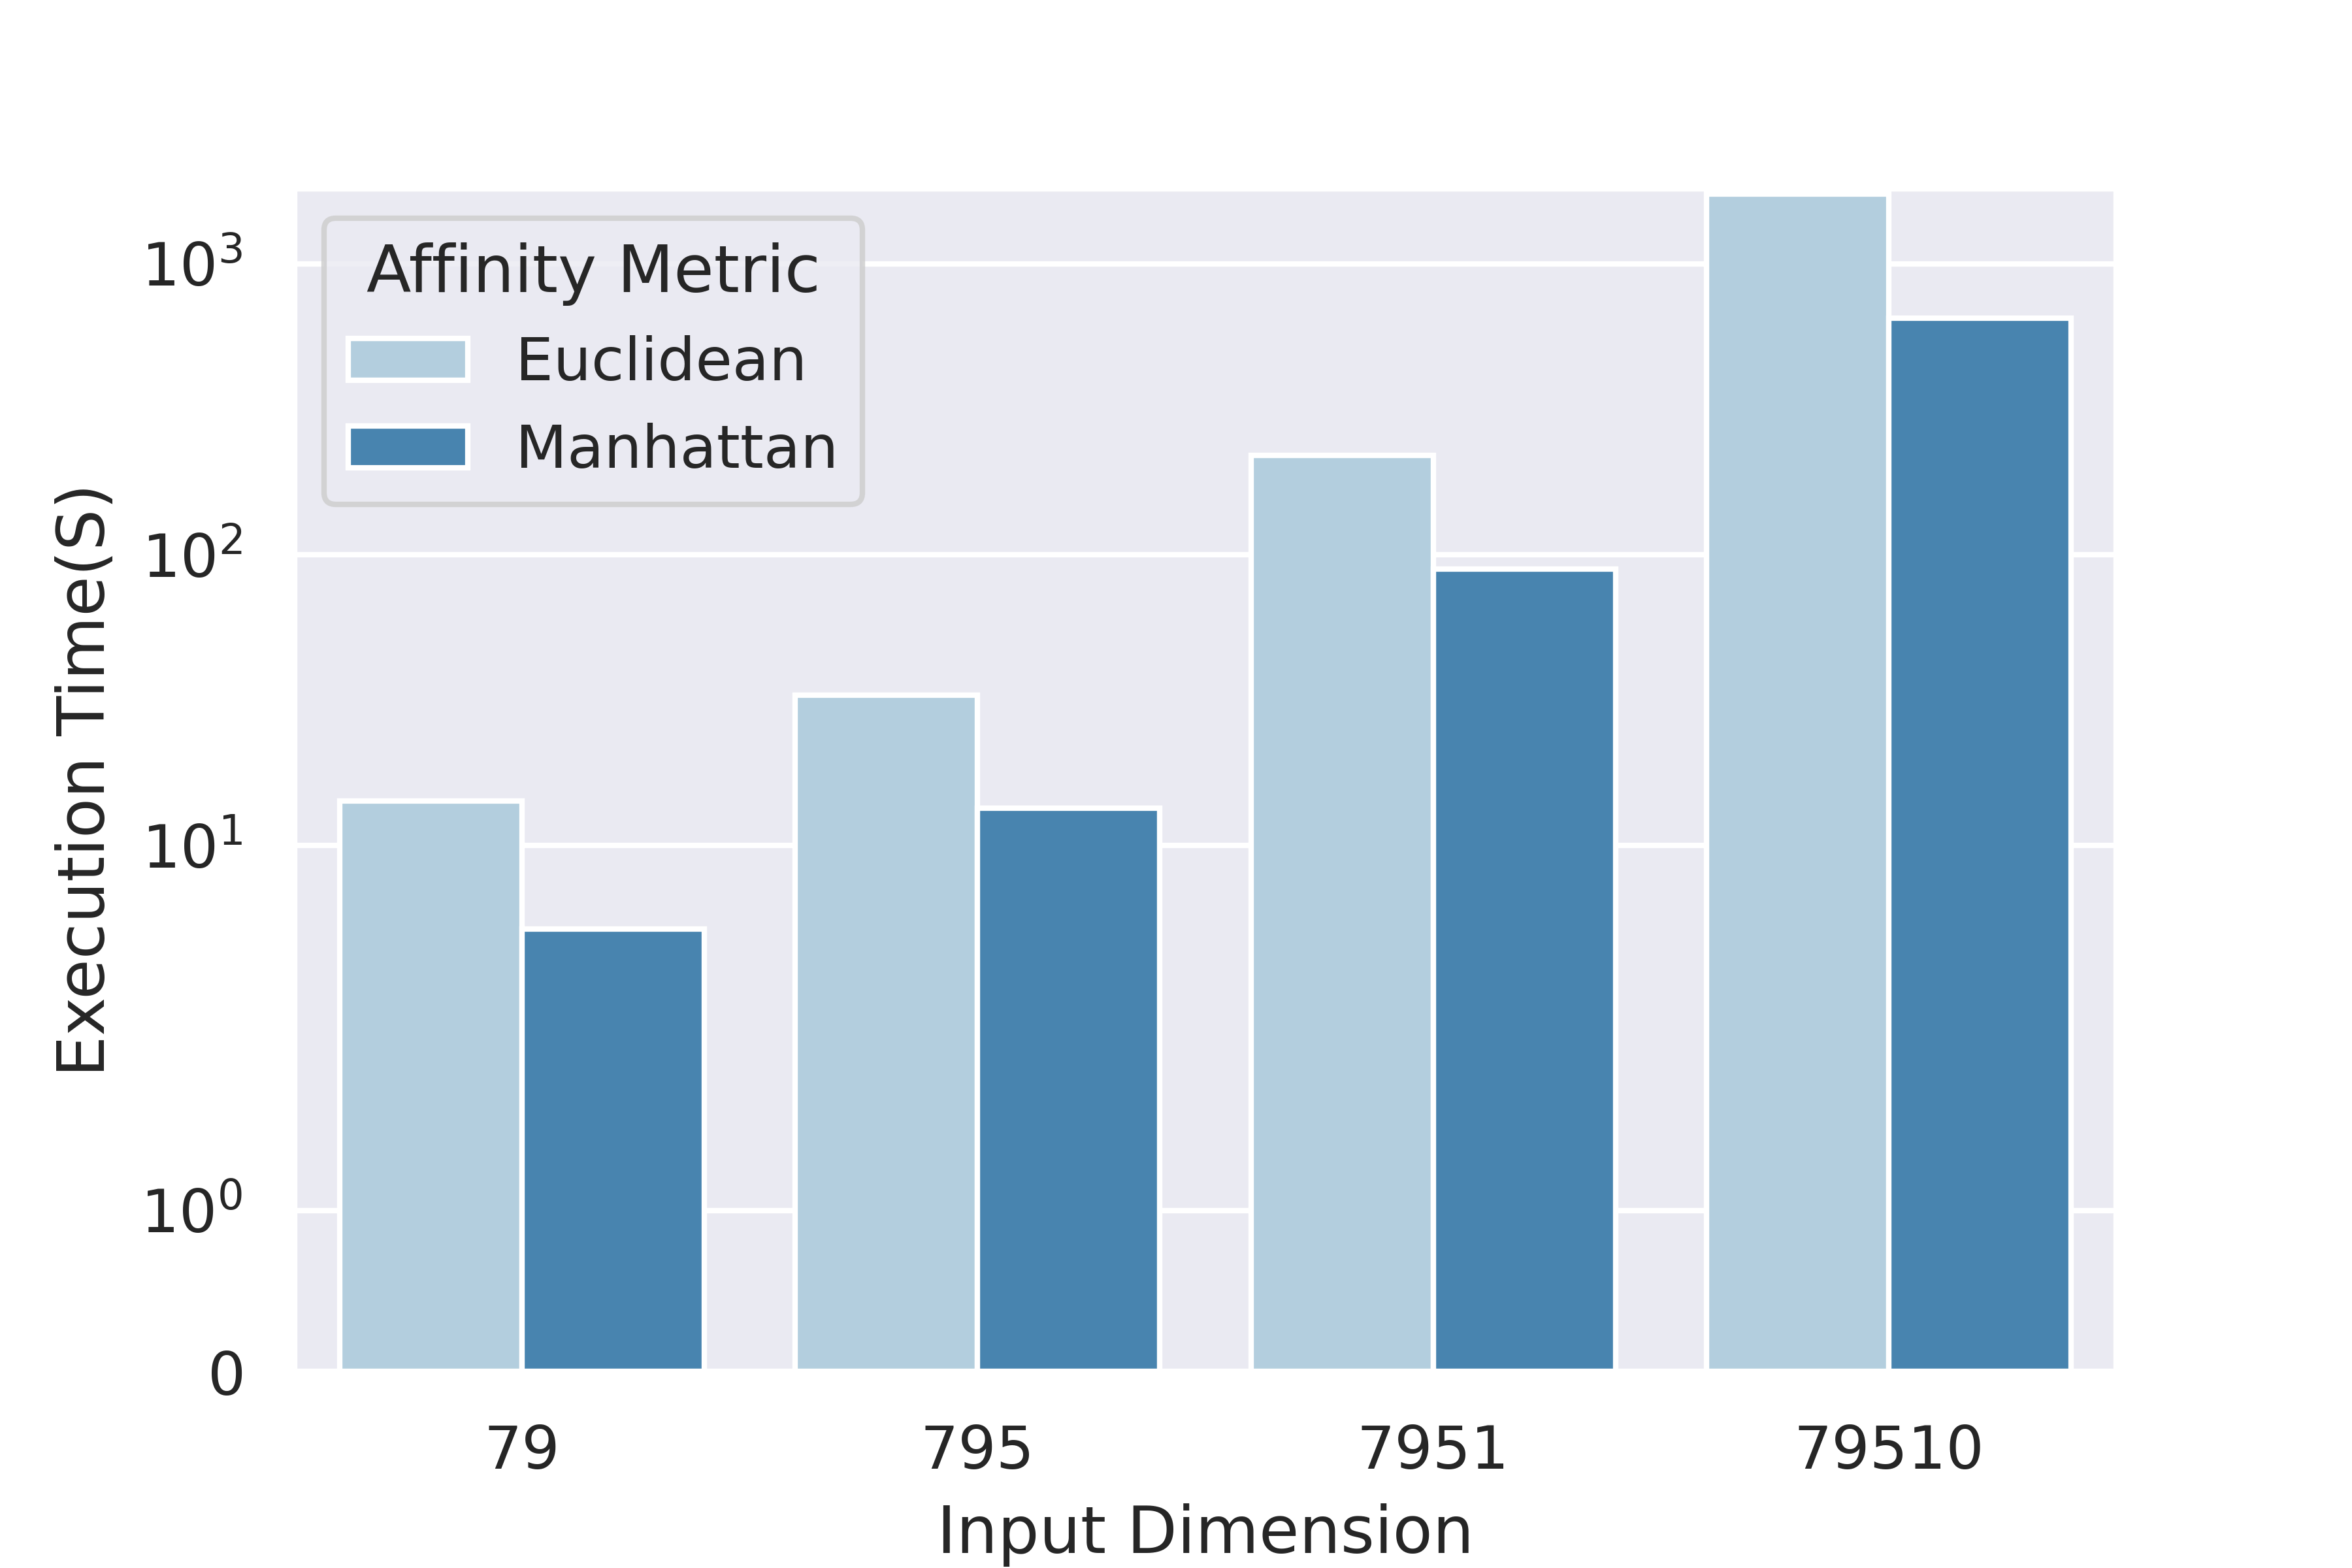 10³
Affinity Metric
Euclidean
Manhattan
10²
Execution Time(S)
10¹
10⁰
0
79 795 7951 79510
Input Dimension